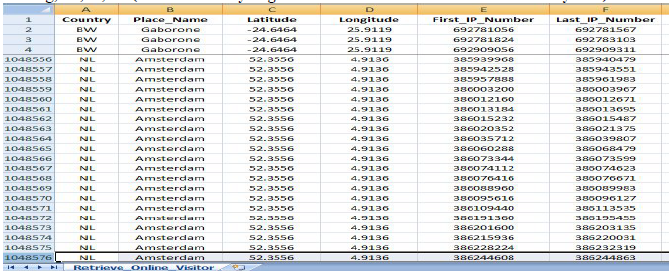 A B C D E F
1 Country Place_Name Latitude Longitude First_IP_Number Last_IP_Number
2 BW Gaborone -24.6464 25.9119 692781056 692781567
3 BW Gaborone -24.6464 25.9119 692781824 692783103
4 BW Gaborone -24.6464 25.9119 692909056 692909311
1048556 NL Amsterdam 52.3556 4.9136 385939968 385940479
1048557 NL Amsterdam 52.3556 4.9136 385942528 385943551
1048558 NL Amsterdam 52.3556 4.9136 385957888 385961983
1048559 NL Amsterdam 52.3556 4.9136 386003200 386003967
1048560 NL Amsterdam 52.3556 4.9136 386012160 386012671
1048561 NL Amsterdam 52.3556 4.9136 386013184 386013695
1048562 NL Amsterdam 52.3556 4.9136 386015232 386015487
1048563 NL Amsterdam 52.3556 4.9136 386020352 386021375
1048564 NL Amsterdam 52.3556 4.9136 386035712 386039807
1048565 NL Amsterdam 52.3556 4.9136 386060288 386068479
1048566 NL Amsterdam 52.3556 4.9136 386073344 386073599
1048567 NL Amsterdam 52.3556 4.9136 386074112 386074623
1048568 NL Amsterdam 52.3556 4.9136 386076416 386076671
1048569 NL Amsterdam 52.3556 4.9136 386088960 386089983
1048570 NL Amsterdam 52.3556 4.9136 386095616 386096127
1048571 NL Amsterdam 52.3556 4.9136 386109440 386113535
1048572 NL Amsterdam 52.3556 4.9136 386191360 386195455
1048573 NL Amsterdam 52.3556 4.9136 386201600 386203135
1048574 NL Amsterdam 52.3556 4.9136 386215936 386220031
1048575 NL Amsterdam 52.3556 4.9136 386228224 386232319
1048576 NL Amsterdam 52.3556 4.9136 386244608 386244863
Retrieve_Online_Visitor